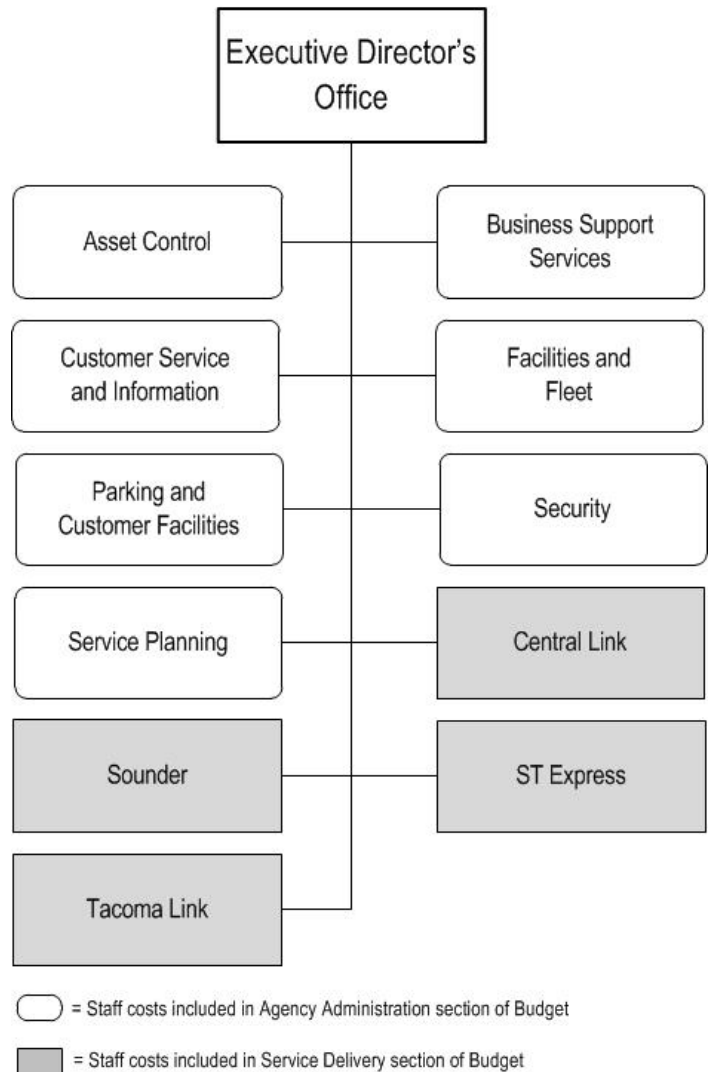 Executive Director's
Office
Asset Control
Business Support
Services
Customer Service
and Information
Facilities and
Fleet
Parking and
Customer Facilities
Security
Service Planning
Central Link
Sounder
ST Express
Tacoma Link
= Staff costs included in Agency Administration section of Budget
= Staff costs included in Service Delivery section of Budget